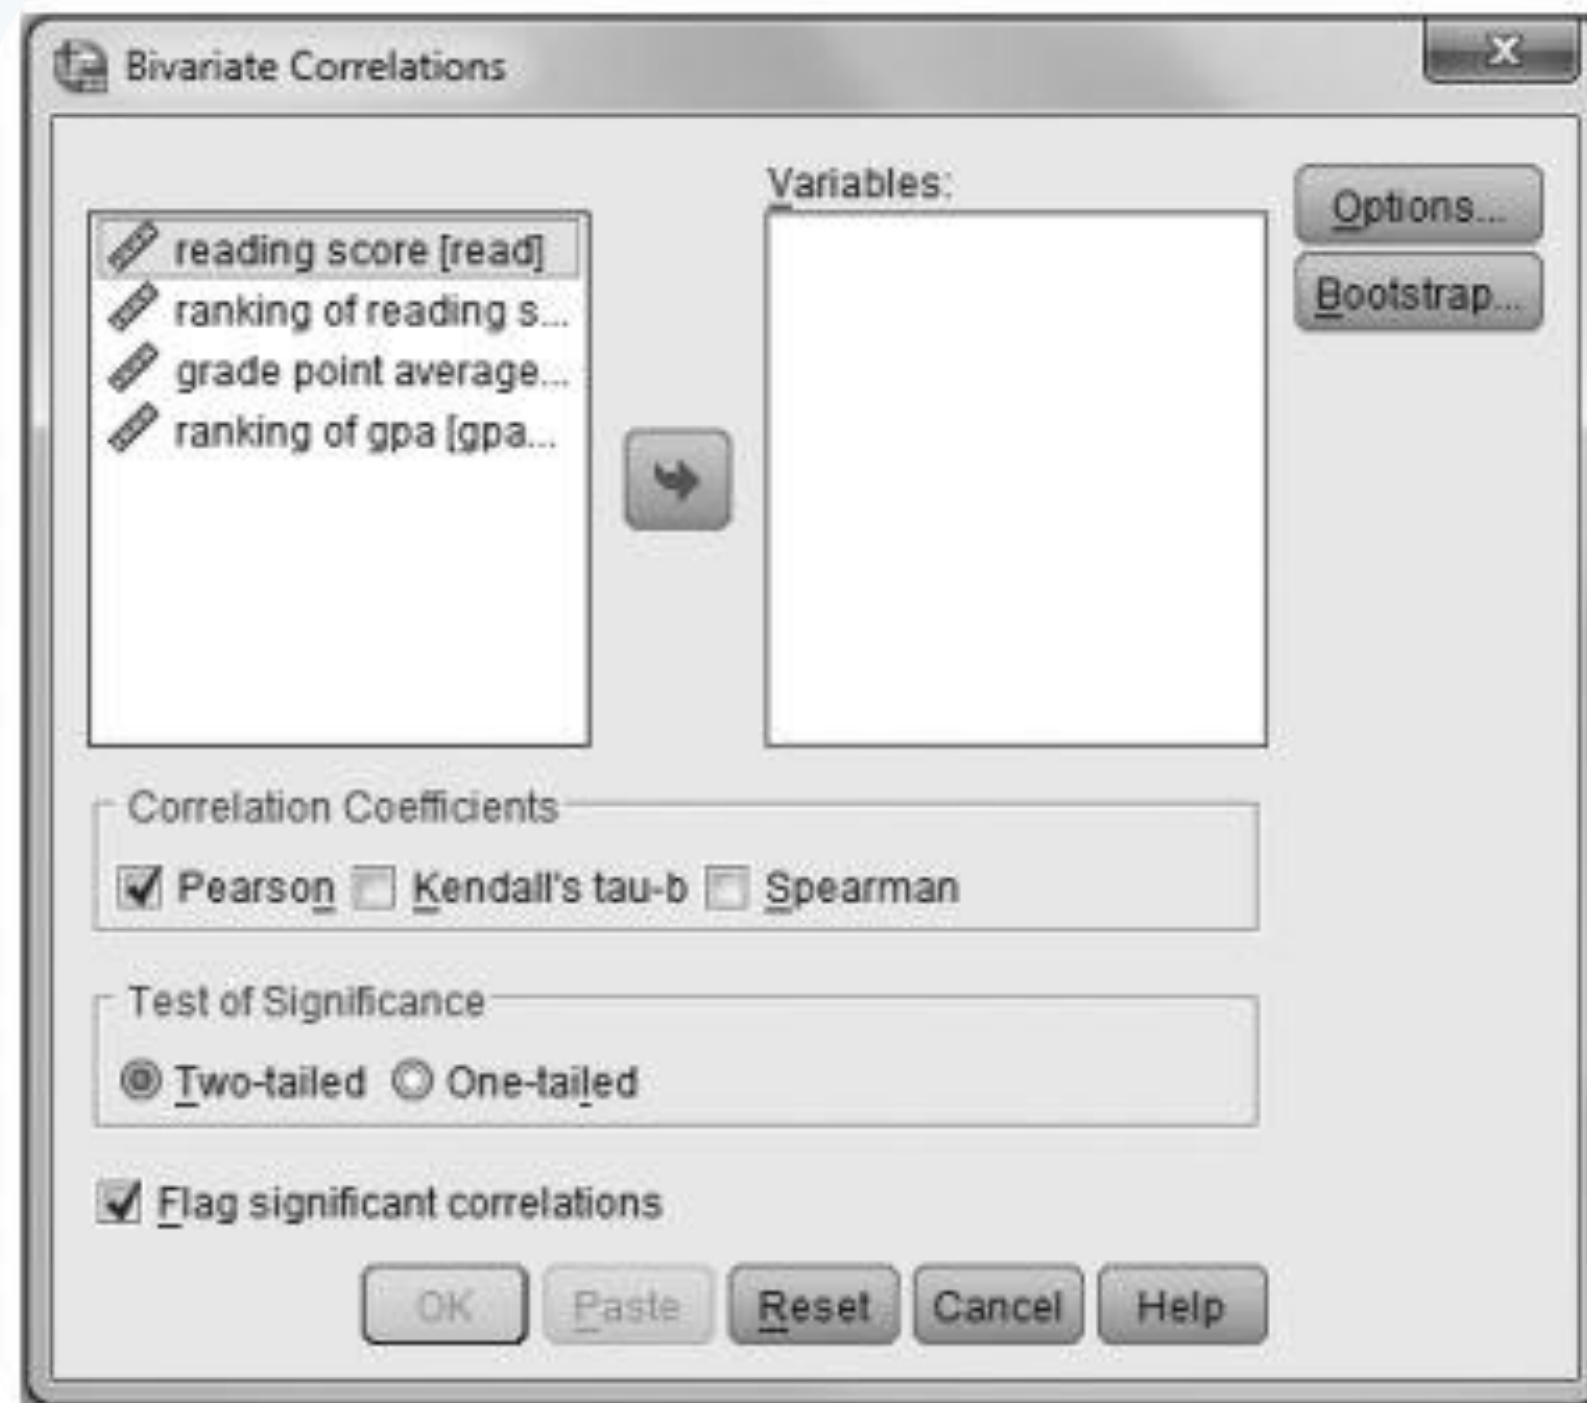 Bivariate Correlations
Variables:
reading score [read]
ranking of reading s...
grade point average...
ranking of gpa [gpa...
Options...
Bootstrap...
Correlation Coefficients
Pearson Kendall's tau-b Spearman
Test of Significance
Two-tailed One-tailed
Flag significant correlations
OK Paste Reset Cancel Help